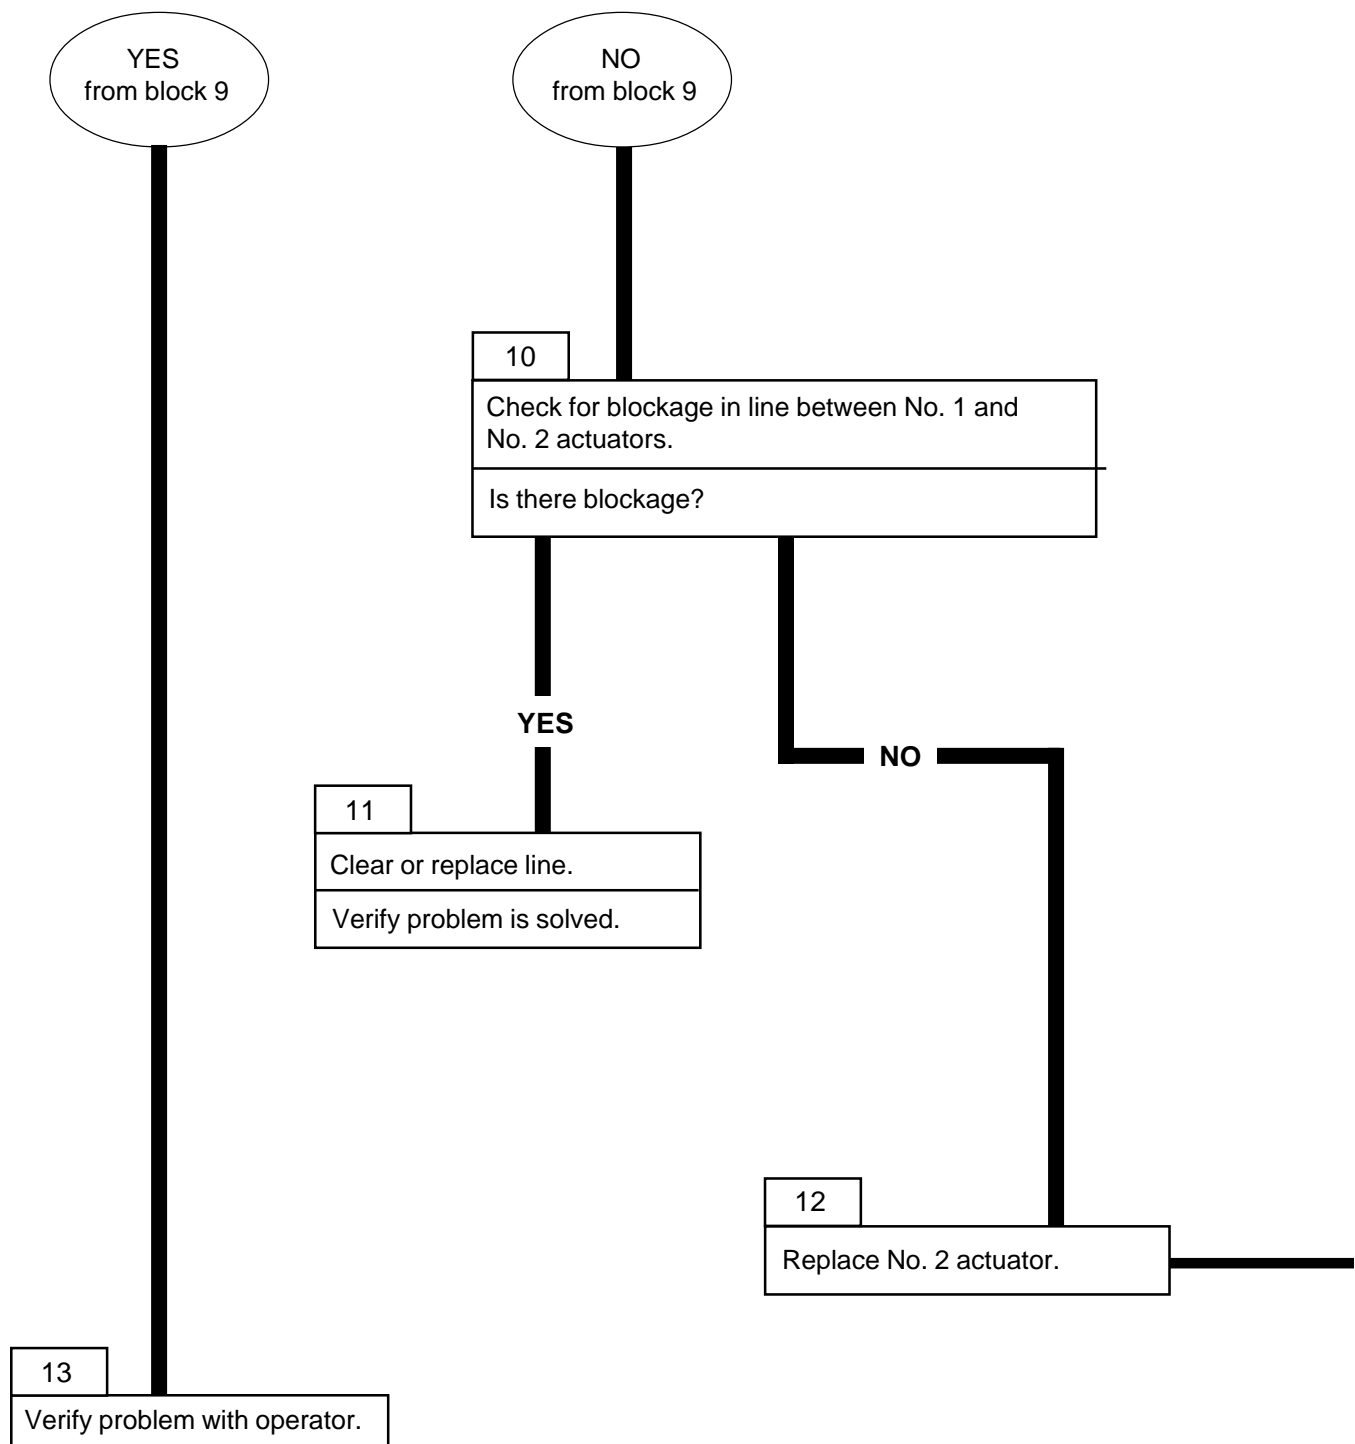 YES
from block 9
NO
from block 9
10
Check for blockage in line between No. 1 and
No. 2 actuators.
Is there blockage?
YES
NO
11
Clear or replace line.
Verify problem is solved.
12
Replace No. 2 actuator.
13
Verify problem with operator.